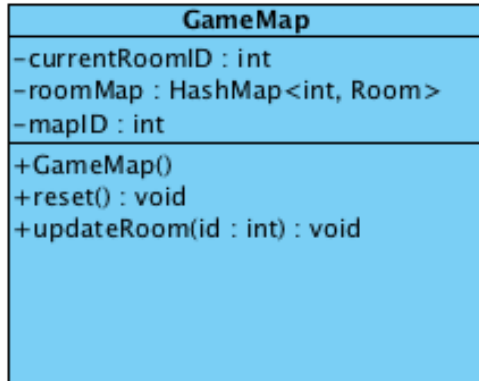 GameMap
-currentRoomID : int
-roomMap : HashMap<int, Room>
-mapID : int
+GameMap()
+reset() : void
+updateRoom(id : int) : void